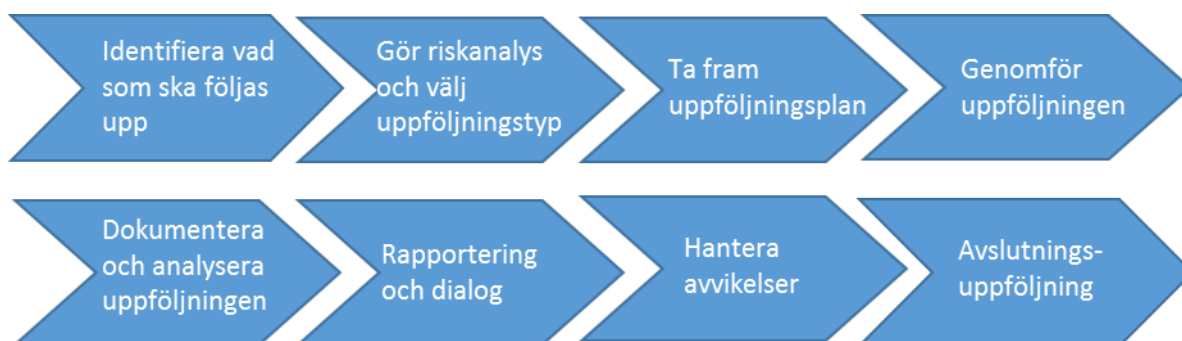 Identifiera vad
som ska följas
upp
Gör riskanalys
och välj
uppföljningstyp
Ta fram
uppföljningsplan
Genomför
uppföljningen
Dokumentera
och analysera
uppföljningen
Rapportering
och dialog
Hantera
avvikelser
Avslutnings-
uppföljning